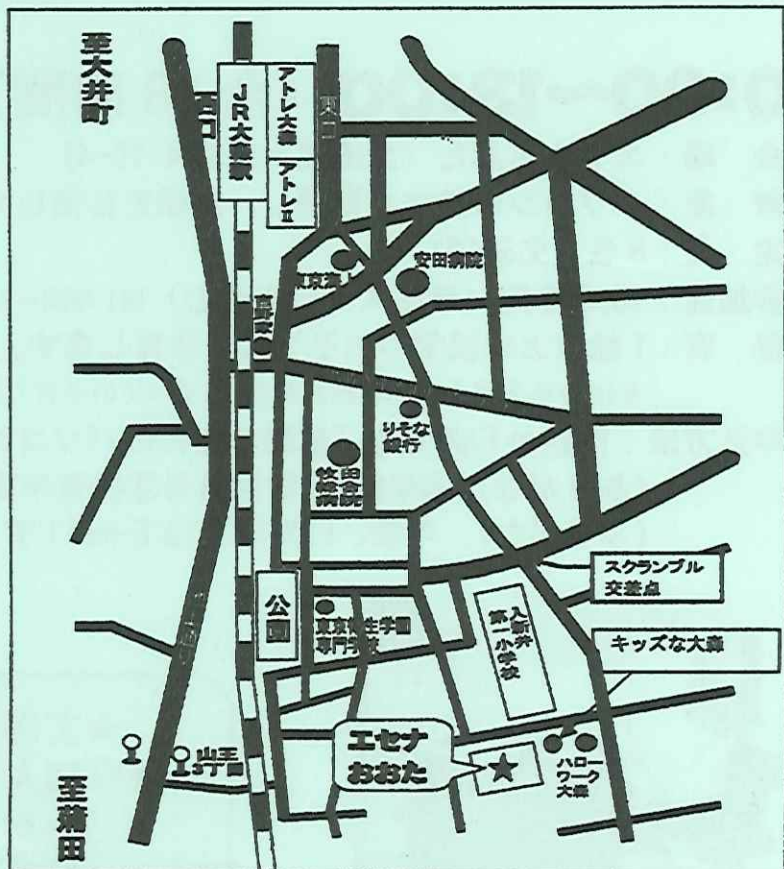 至大井町
西口
JR大森駅
アトレ大森
アトレⅡ
東口
東京海上
安田病院
吉野家
りそな
銀行
牧田
総合
病院
スクランブル
交差点
公園
東京衛生学園
専門学校
入新井
第一小学校
キッズな大森
エセナ
おおた
ハロー
ワーク
大森
山王
3丁目
至蒲田